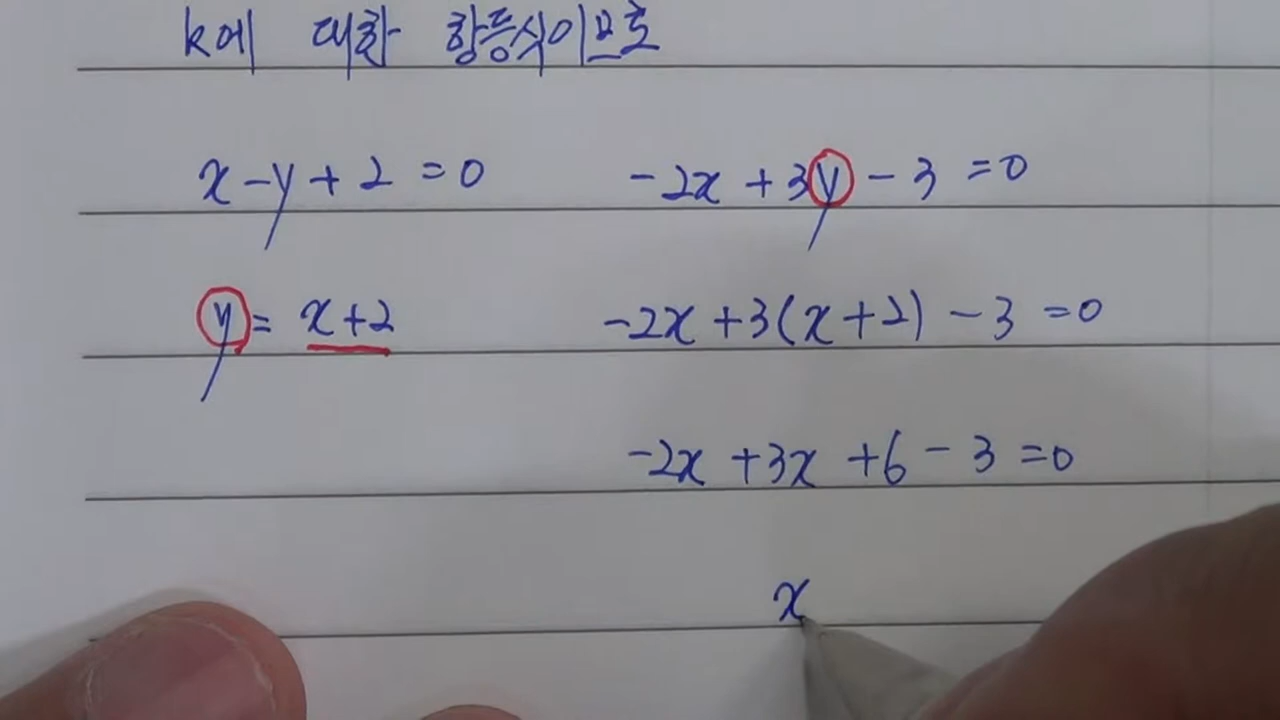 k에 대한 항등식이므로
x-y+2=0 -2x+3y-3=0
y=x+2 -2x+3(x+2)-3=0
-2x+3x+6-3=0
x